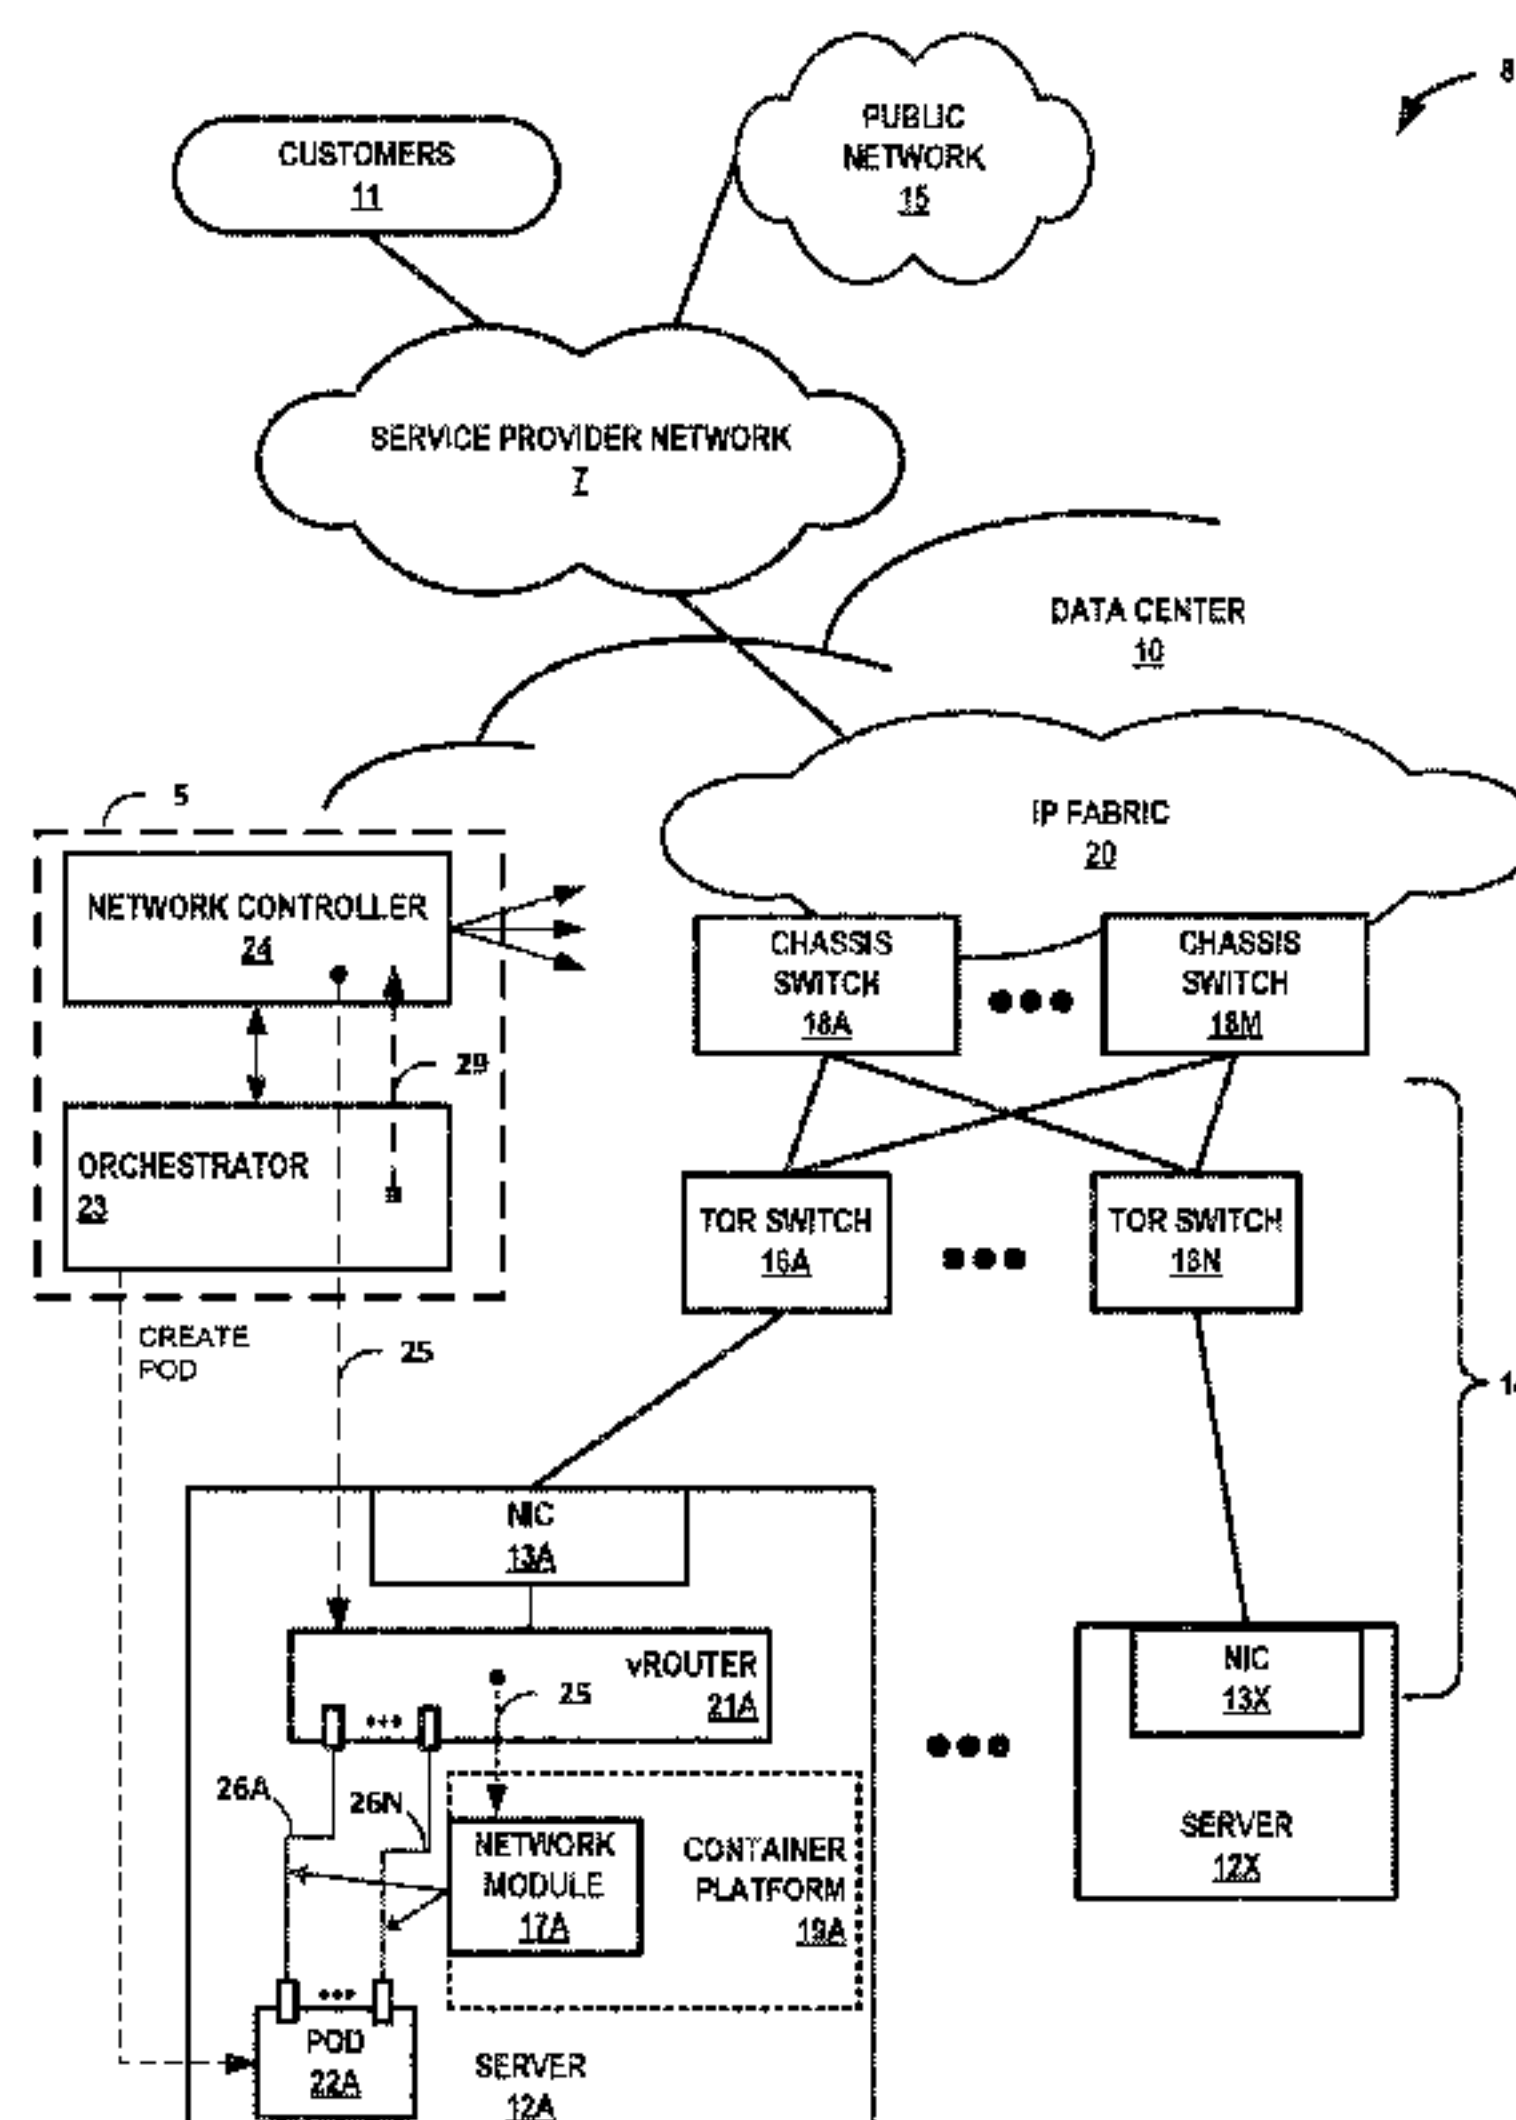 8
PUBLIC
NETWORK
15
CUSTOMERS
11
SERVICE PROVIDER NETWORK
7
DATA CENTER
10
5
IP FABRIC
20
NETWORK CONTROLLER
24
CHASSIS
SWITCH
18A
CHASSIS
SWITCH
18M
29
ORCHESTRATOR
23
TOR SWITCH
16A
TOR SWITCH
16N
CREATE
POD
25
NIC
13A
vROUTER
21A
25
NIC
13X
26A
26N
NETWORK
MODULE
17A
CONTAINER
PLATFORM
19A
SERVER
12X
POD
22A
SERVER
12A